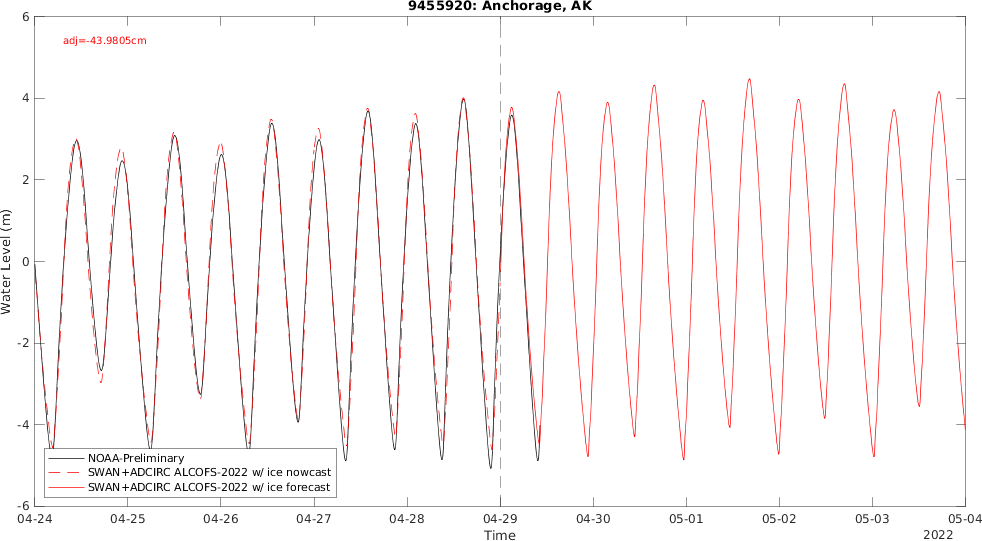 9455920: Anchorage, AK
adj=-43.9805cm
6
4
2
0
-2
-4
-6
Water Level (m)
NOAA-Preliminary
SWAN+ADCIRC ALCOFS-2022 w/ ice nowcast
SWAN+ADCIRC ALCOFS-2022 w/ ice forecast
04-24 04-25 04-26 04-27 04-28 04-29 04-30 05-01 05-02 05-03 05-04
Time
2022